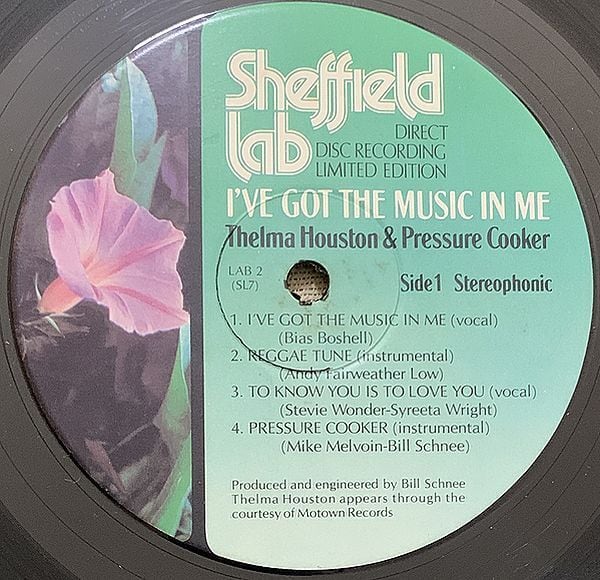 Sheffield
lab
DIRECT
DISC RECORDING
LIMITED EDITION
I'VE GOT THE MUSIC IN ME
Thelma Houston & Pressure Cooker
LAB 2
(SL7)
Side1 Stereophonic
1. I'VE GOT THE MUSIC IN ME (vocal)
(Bias Boshell)
2. REGGAE TUNE (instrumental)
(Andy Fairweather Low)
3. TO KNOW YOU IS TO LOVE YOU (vocal)
(Stevie Wonder-Syreeta Wright)
4. PRESSURE COOKER (instrumental)
(Mike Melvoin-Bill Schnee)
Produced and engineered by Bill Schnee
Thelma Houston appears through the
courtesy of Motown Records